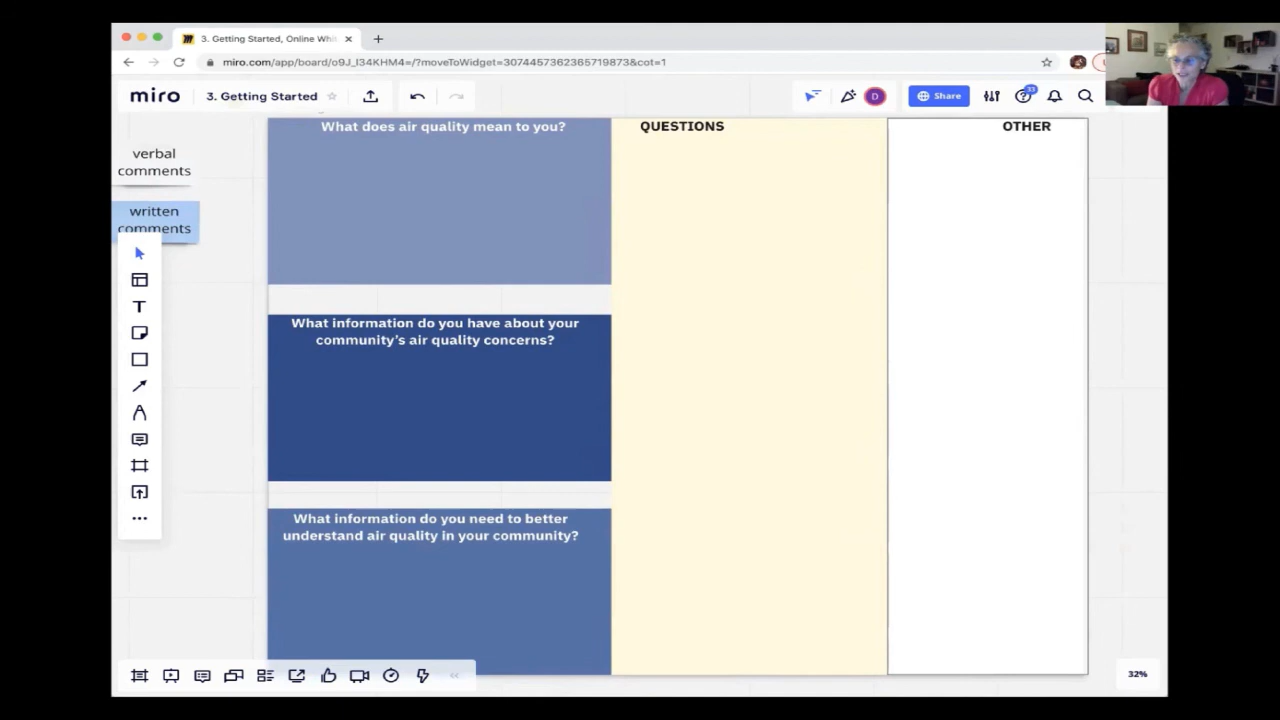 3. Getting Started, Online Whi
miro.com/app/board/o9J_l34KHM4=/?moveToWidget=3074457362365719873&cot=1
miro
3. Getting Started
D
Share
33
What does air quality mean to you?
QUESTIONS
OTHER
verbal
comments
written
comments
T
What information do you have about your
community's air quality concerns?
What information do you need to better
understand air quality in your community?
32%